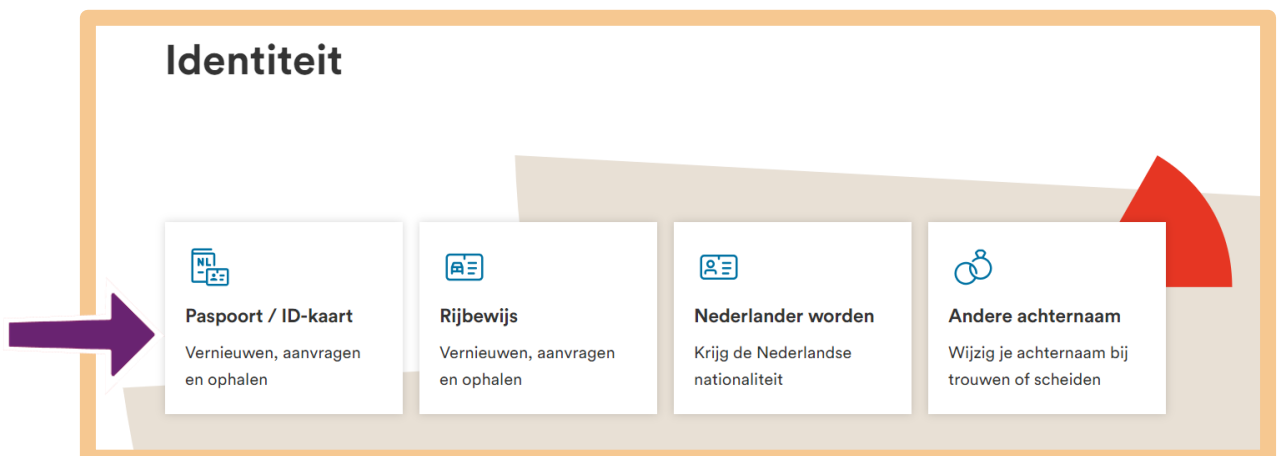 Identiteit
NL
Paspoort / ID-kaart
Vernieuwen, aanvragen
en ophalen
Rijbewijs
Vernieuwen, aanvragen
en ophalen
Nederlander worden
Krijg de Nederlandse
nationaliteit
Andere achternaam
Wijzig je achternaam bij
trouwen of scheiden